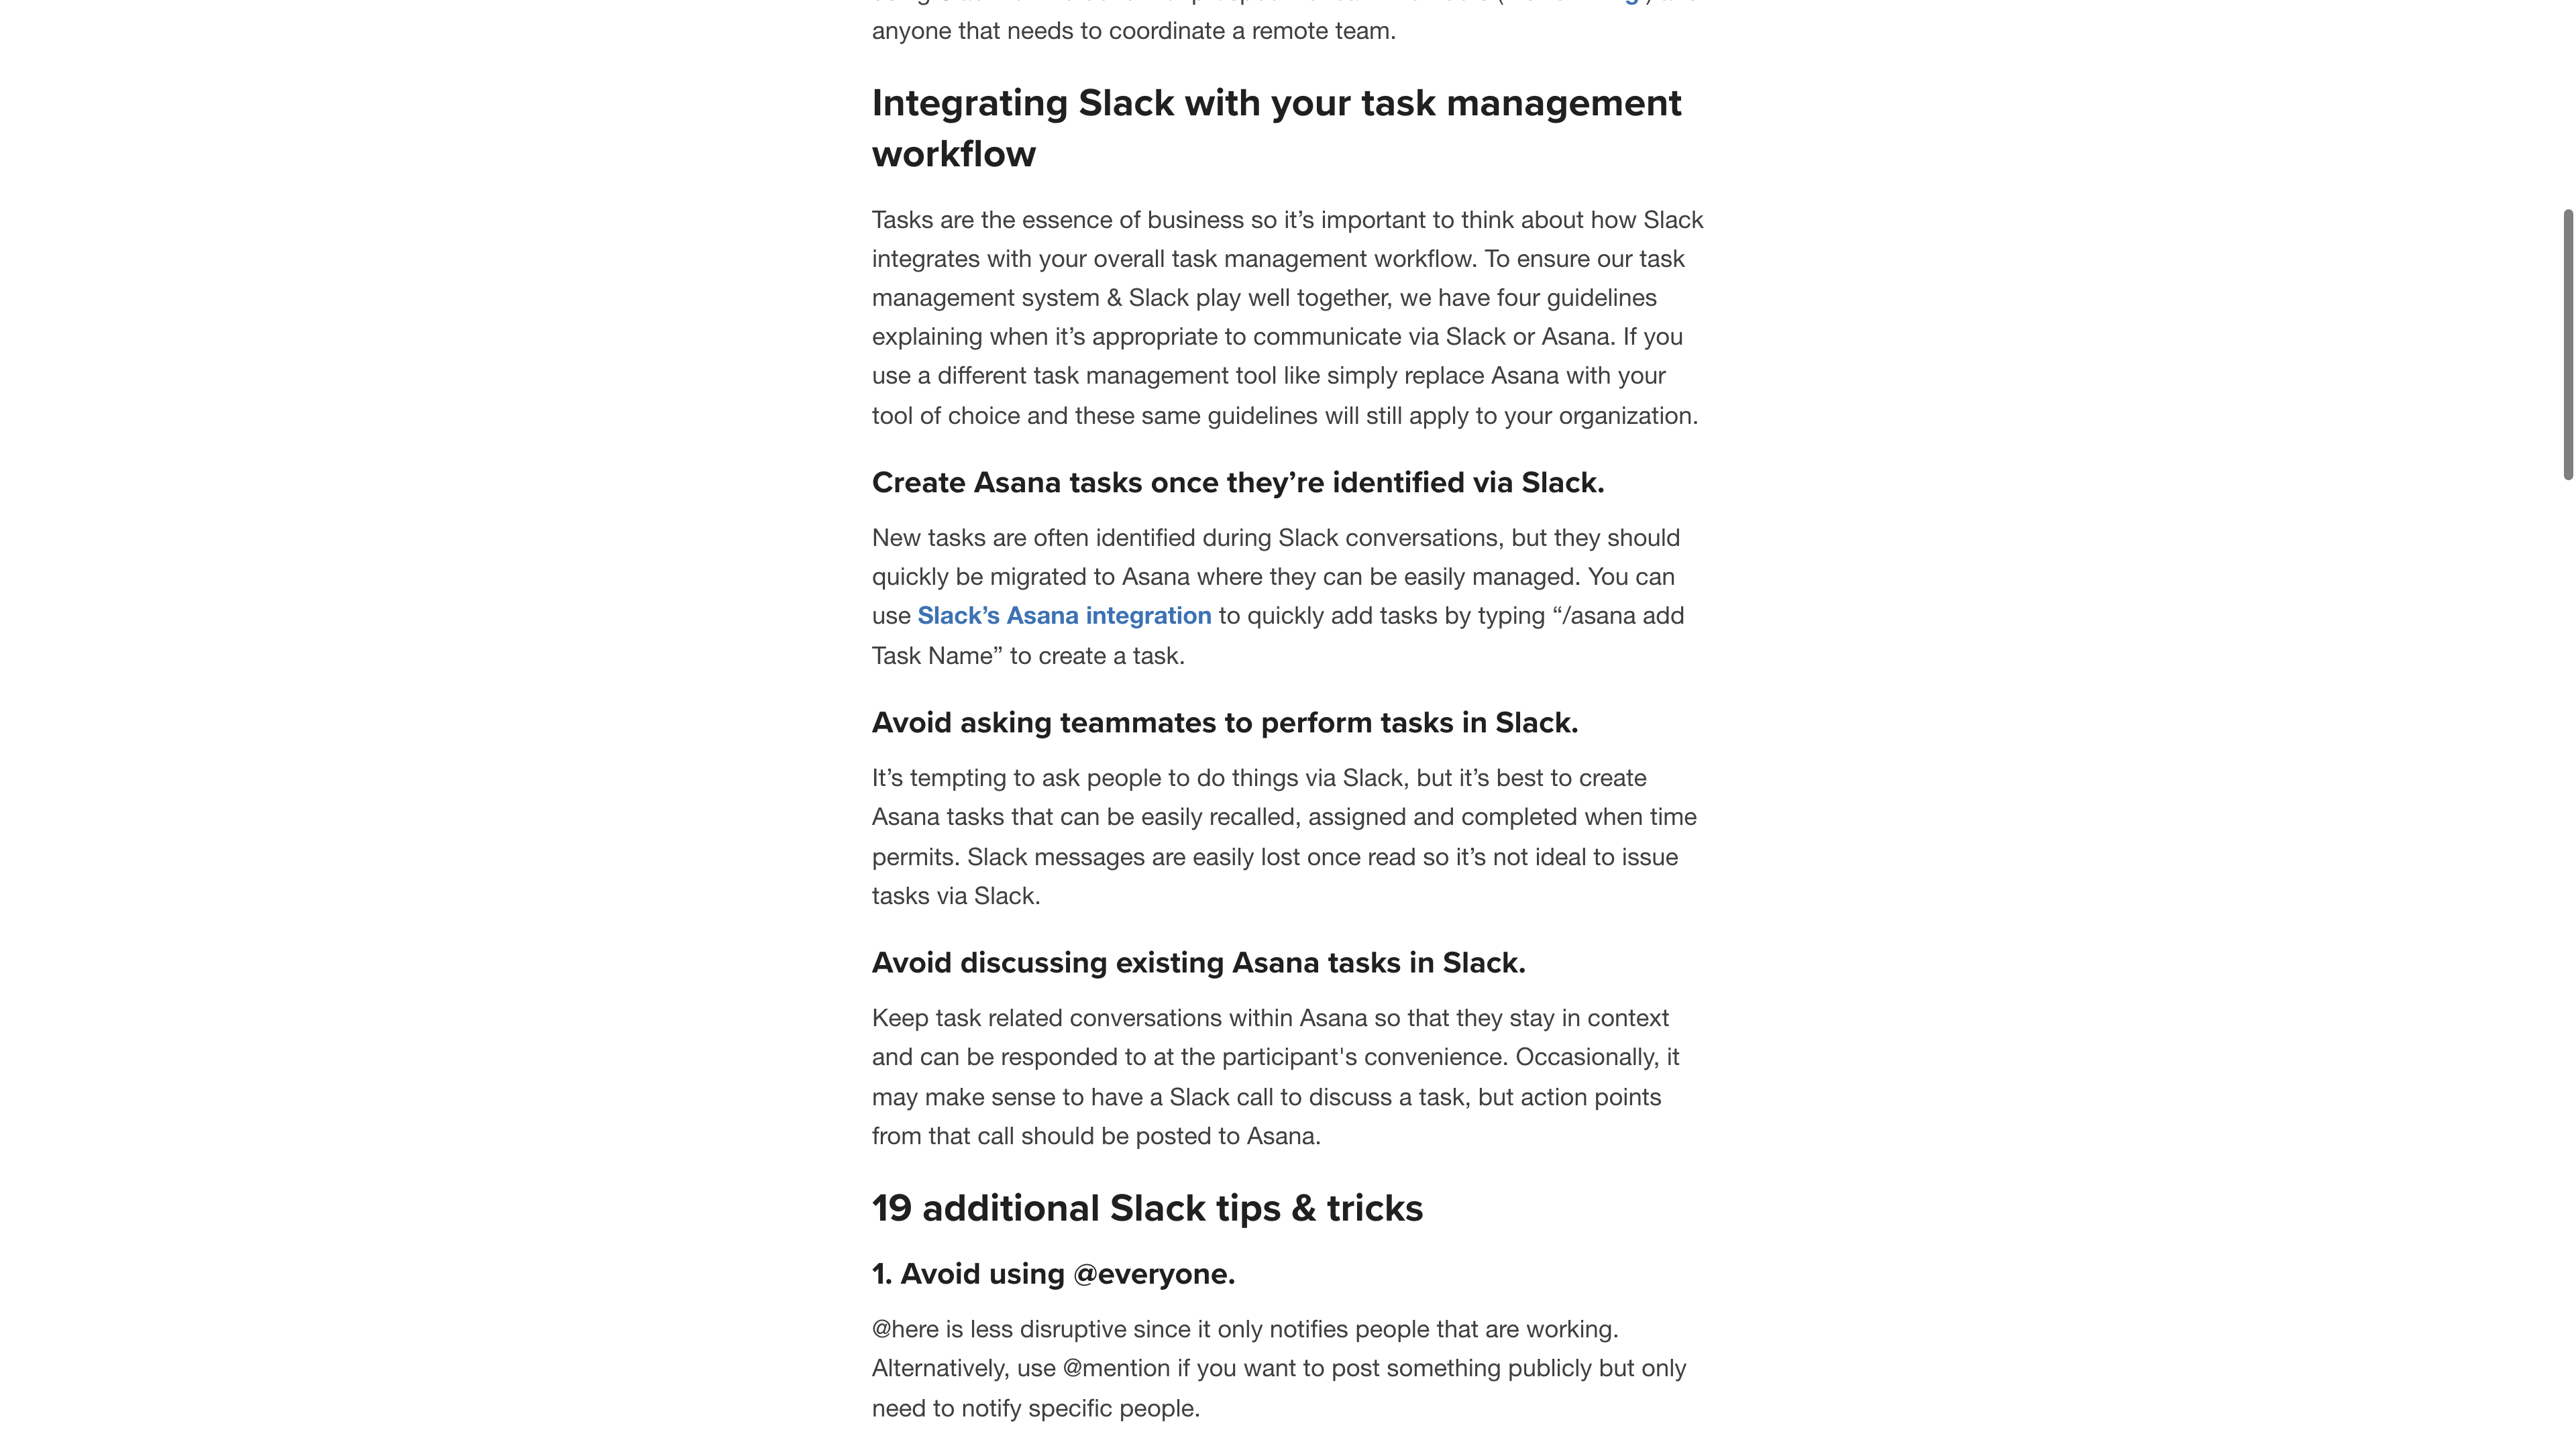 anyone that needs to coordinate a remote team.
Integrating Slack with your task management
workflow
Tasks are the essence of business so it’s important to think about how Slack
integrates with your overall task management workflow. To ensure our task
management system & Slack play well together, we have four guidelines
explaining when it’s appropriate to communicate via Slack or Asana. If you
use a different task management tool like simply replace Asana with your
tool of choice and these same guidelines will still apply to your organization.
Create Asana tasks once they’re identified via Slack.
New tasks are often identified during Slack conversations, but they should
quickly be migrated to Asana where they can be easily managed. You can
use Slack’s Asana integration to quickly add tasks by typing “/asana add
Task Name” to create a task.
Avoid asking teammates to perform tasks in Slack.
It’s tempting to ask people to do things via Slack, but it’s best to create
Asana tasks that can be easily recalled, assigned and completed when time
permits. Slack messages are easily lost once read so it’s not ideal to issue
tasks via Slack.
Avoid discussing existing Asana tasks in Slack.
Keep task related conversations within Asana so that they stay in context
and can be responded to at the participant's convenience. Occasionally, it
may make sense to have a Slack call to discuss a task, but action points
from that call should be posted to Asana.
19 additional Slack tips & tricks
1. Avoid using @everyone.
@here is less disruptive since it only notifies people that are working.
Alternatively, use @mention if you want to post something publicly but only
need to notify specific people.